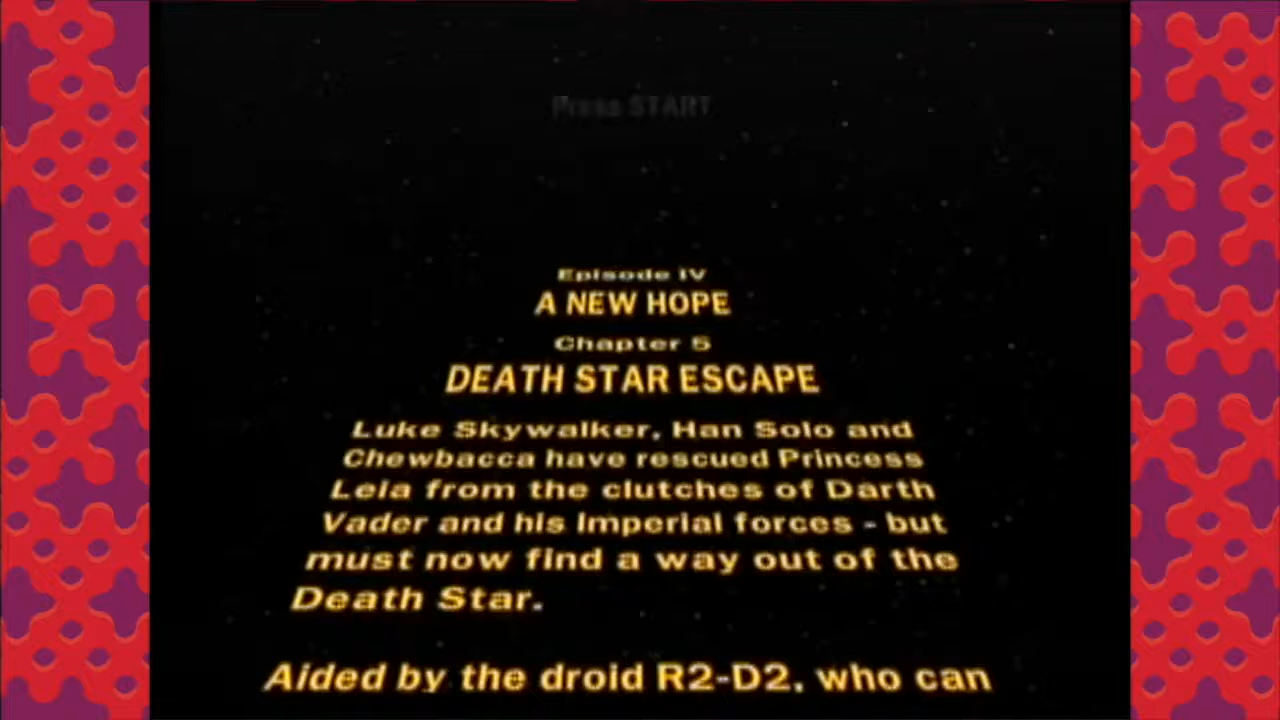 Press START
Episode IV
A NEW HOPE
Chapter 5
DEATH STAR ESCAPE
Luke Skywalker, Han Solo and
Chewbacca have rescued Princess
Leia from the clutches of Darth
Vader and his Imperial forces - but
must now find a way out of the
Death Star.
Aided by the droid R2-D2, who can